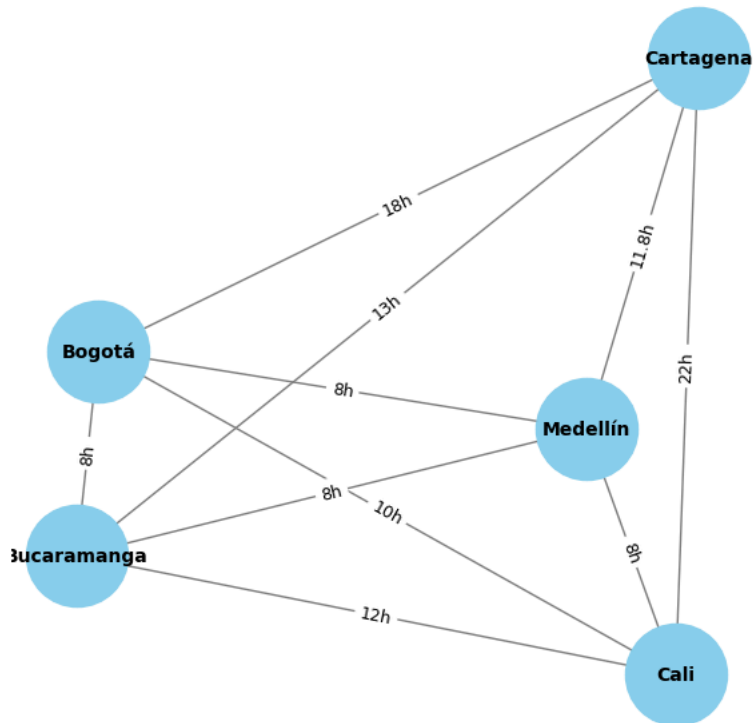 Cartagena
18h
11.8h
13h
Bogotá
22h
8h
Medellín
8h
8h
10h
8h
Bucaramanga
12h
Cali